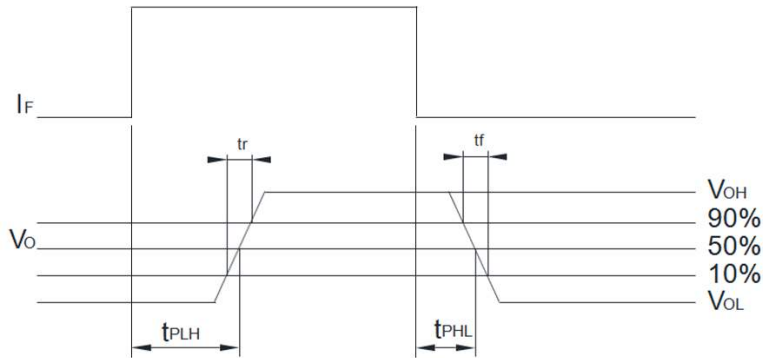 IF
tr
tf
VOH
90%
VO
50%
10%
VOL
tPLH
tPHL